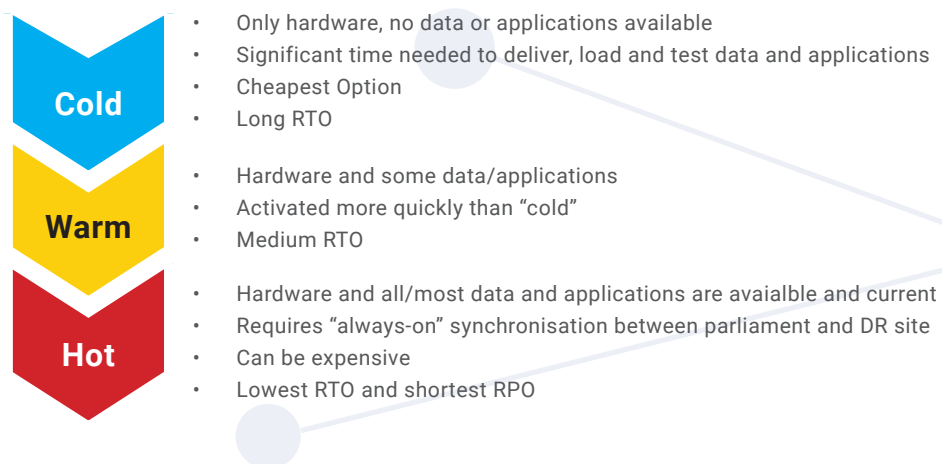 Cold
• Only hardware, no data or applications available
• Significant time needed to deliver, load and test data and applications
• Cheapest Option
• Long RTO
Warm
• Hardware and some data/applications
• Activated more quickly than “cold”
• Medium RTO
Hot
• Hardware and all/most data and applications are avaialble and current
• Requires “always-on” synchronisation between parliament and DR site
• Can be expensive
• Lowest RTO and shortest RPO